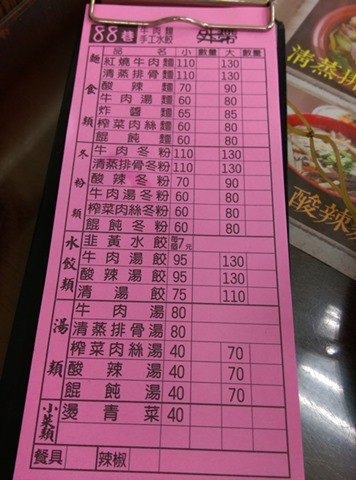 88巷 牛肉麵 手工水餃
品名 小 數量 大 數量
麵食類
紅燒牛肉麵 110 130
清蒸排骨麵 110 130
酸辣麵 70 90
牛肉湯麵 60 80
炸醬麵 65 85
榨菜肉絲麵 60 80
餛飩麵 60 80
冬粉類
牛肉冬粉 110 130
清蒸排骨冬粉 110 130
酸辣冬粉 70 90
牛肉湯冬粉 60 80
榨菜肉絲冬粉 60 80
餛飩冬粉 60 80
水餃類
韭黃水餃 每個7元
牛肉湯餃 95 130
酸辣湯餃 95 130
清湯餃 75 110
湯類
牛肉湯 80
清蒸排骨湯 80
榨菜肉絲湯 40 70
酸辣湯 40 70
餛飩湯 40 70
小菜類
燙青菜 40
餐具 辣椒
清蒸排
酸辣